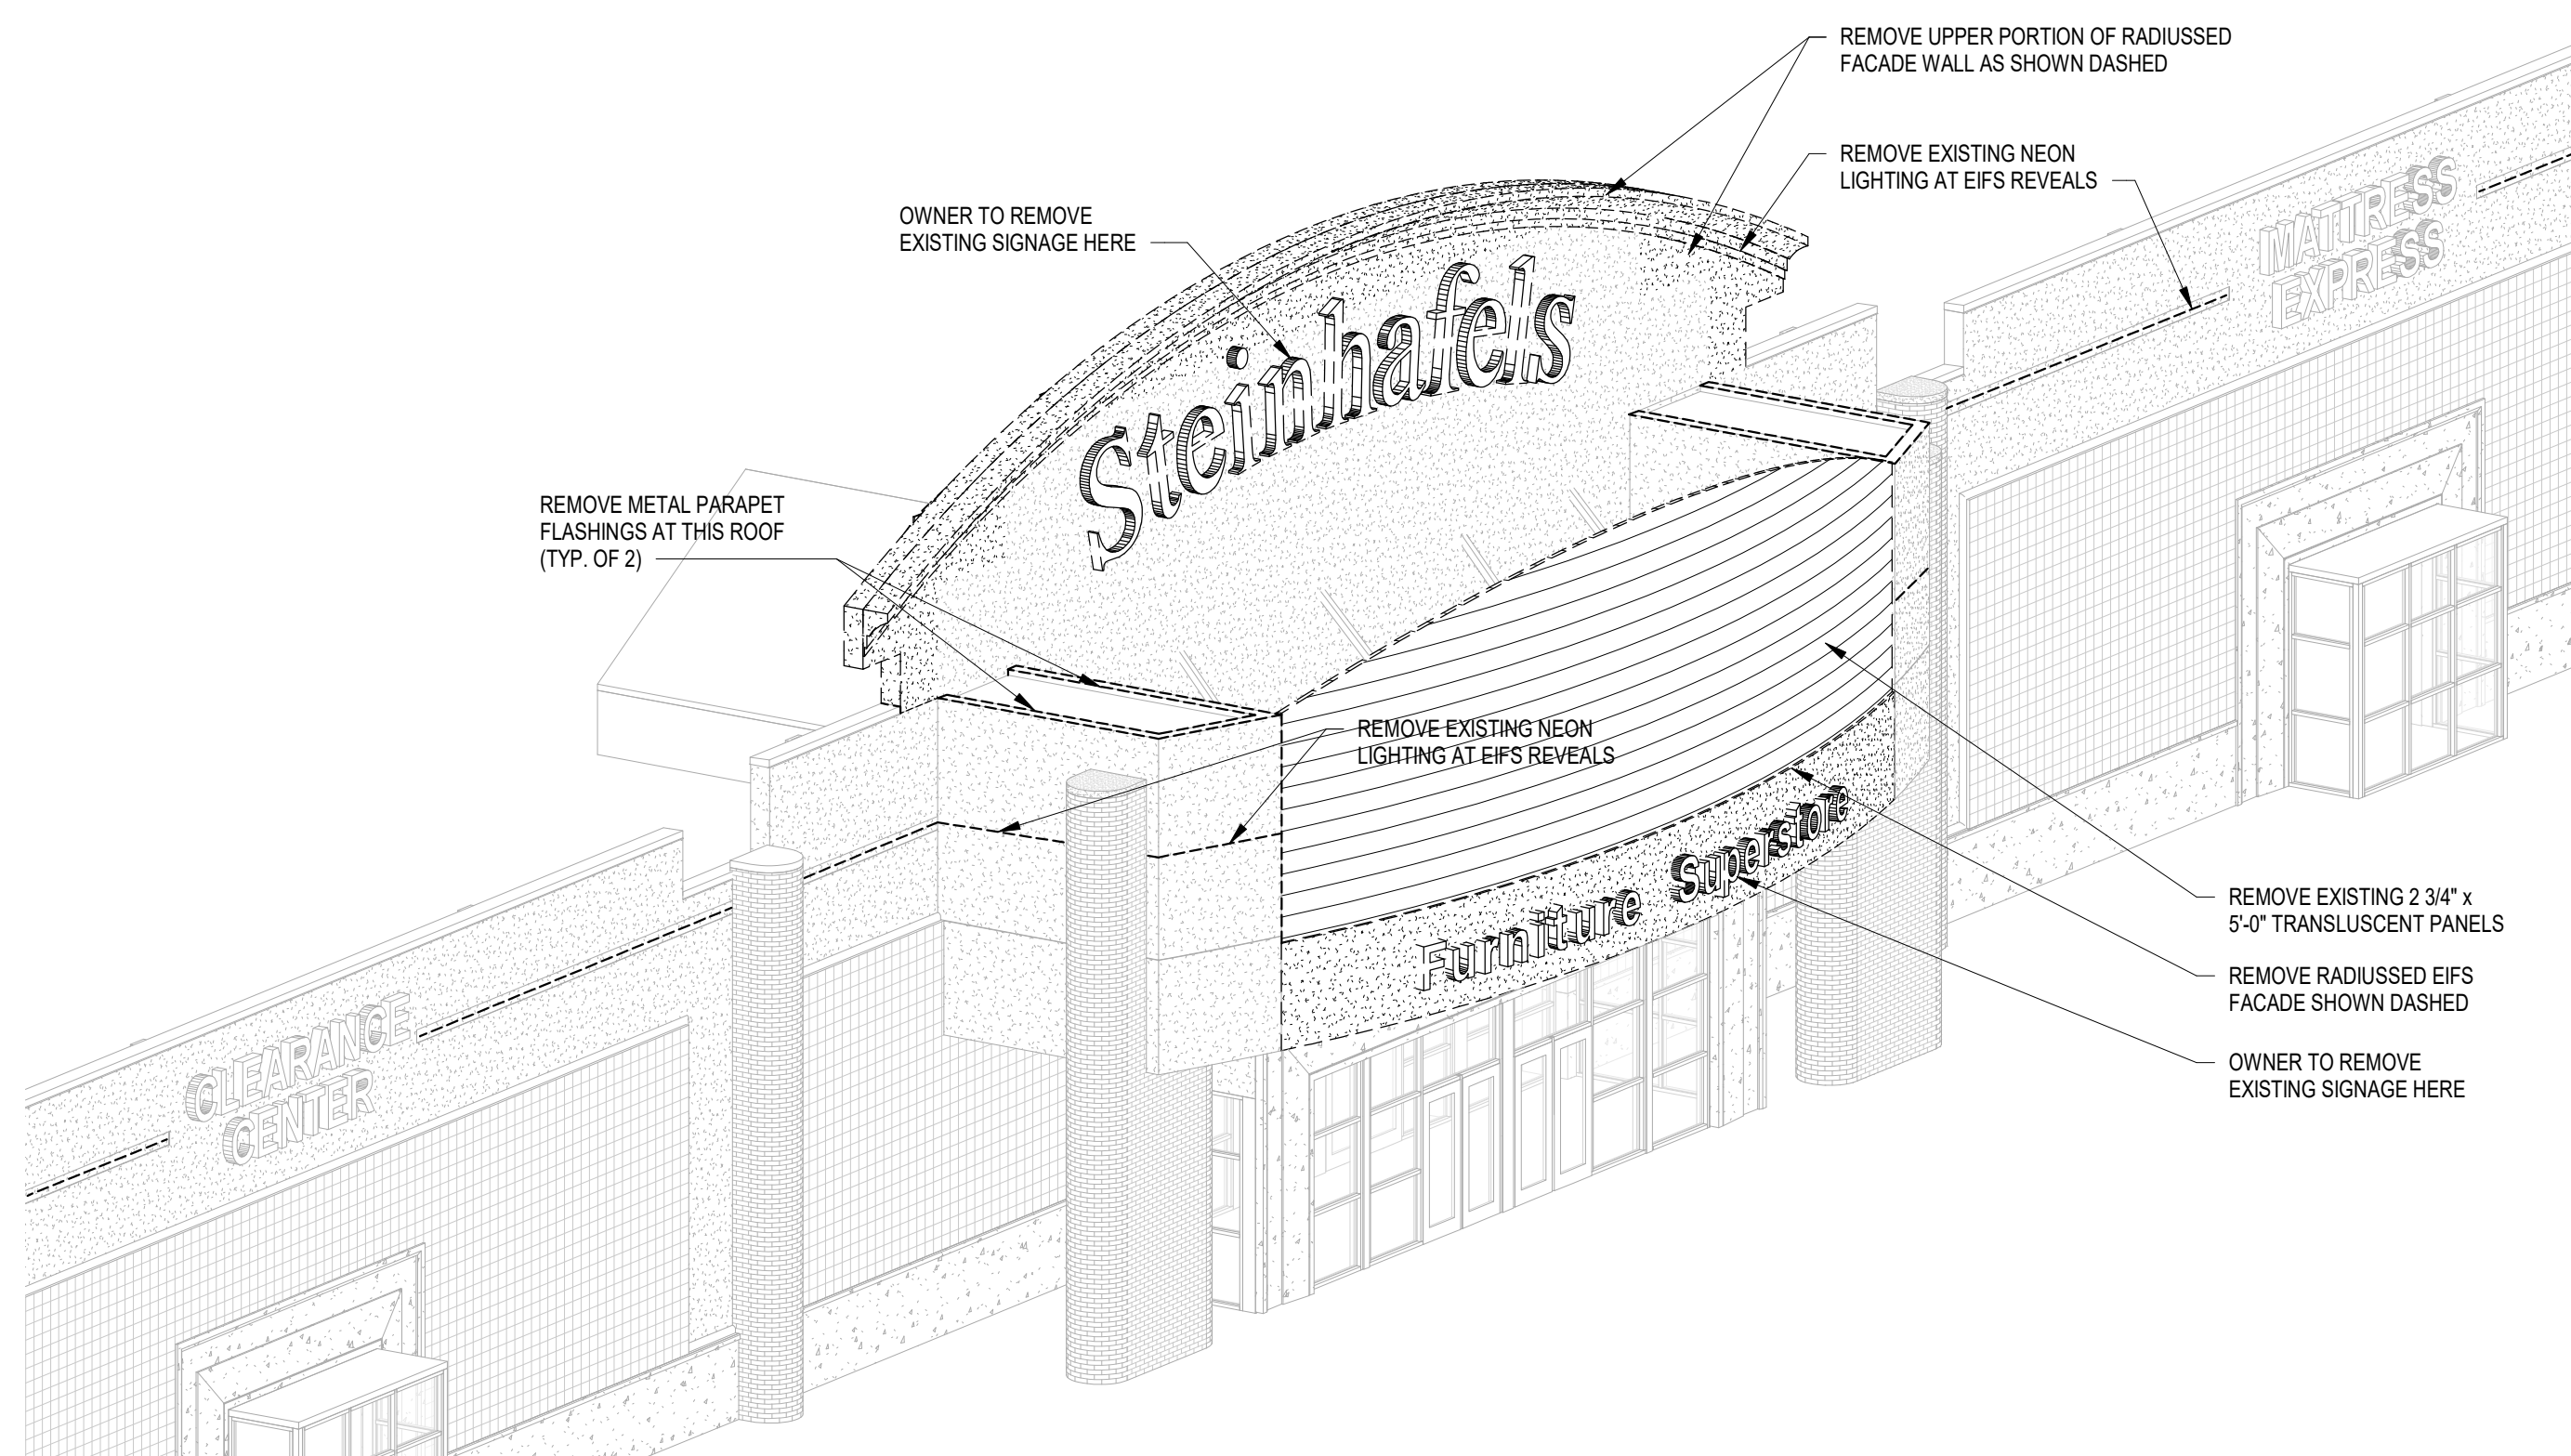 REMOVE UPPER PORTION OF RADIUSSED
FACADE WALL AS SHOWN DASHED
REMOVE EXISTING NEON
LIGHTING AT EIFS REVEALS
MATTRESS
EXPRESS
OWNER TO REMOVE
EXISTING SIGNAGE HERE
Steinhafels
REMOVE METAL PARAPET
FLASHINGS AT THIS ROOF
(TYP. OF 2)
REMOVE EXISTING NEON
LIGHTING AT EIFS REVEALS
Furniture Superstore
REMOVE EXISTING 2 3/4" x
5'-0" TRANSLUSCENT PANELS
REMOVE RADIUSSED EIFS
FACADE SHOWN DASHED
OWNER TO REMOVE
EXISTING SIGNAGE HERE
CLEARANCE
CENTER